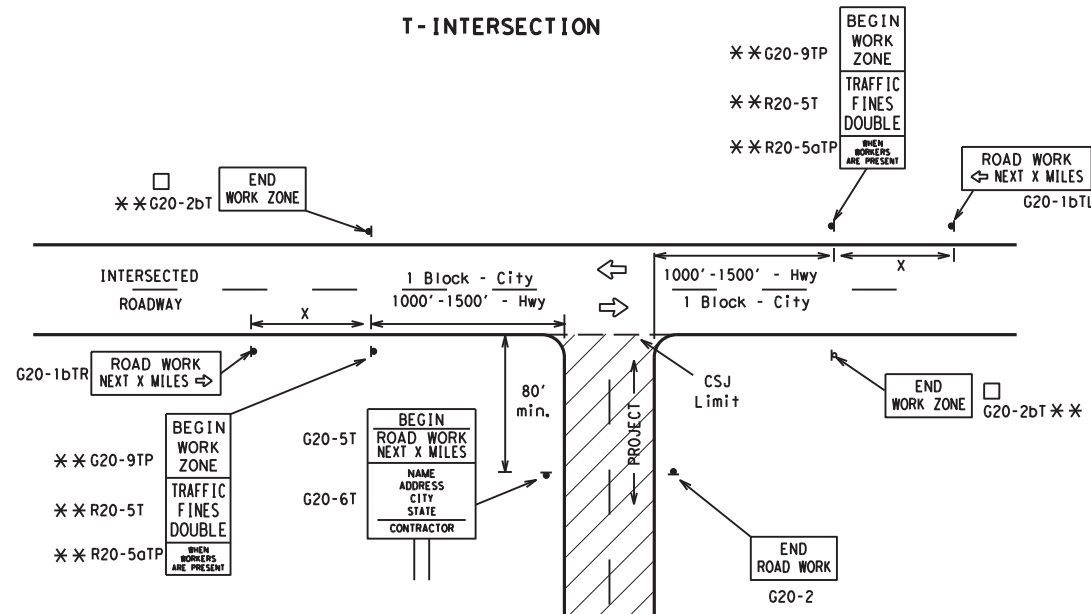 T-INTERSECTION
BEGIN
WORK
ZONE
TRAFFIC
FINES
DOUBLE
WHEN
WORKERS
ARE PRESENT
**G20-9TP
**R20-5T
**R20-5aTP
ROAD WORK
⇦ NEXT X MILES
G20-1bTL
END
WORK ZONE
□
**G20-2bT
INTERSECTED
ROADWAY
1 Block - City
1000'-1500' - Hwy
X
1000'-1500' - Hwy
1 Block - City
X
G20-1bTR
ROAD WORK
NEXT X MILES ⇨
BEGIN
WORK
ZONE
TRAFFIC
FINES
DOUBLE
WHEN
WORKERS
ARE PRESENT
**G20-9TP
**R20-5T
**R20-5aTP
G20-5T
BEGIN
ROAD WORK
NEXT X MILES
G20-6T
NAME
ADDRESS
CITY
STATE
CONTRACTOR
80'
min.
PROJECT
CSJ
Limit
END
WORK ZONE
□
G20-2bT **
END
ROAD WORK
G20-2